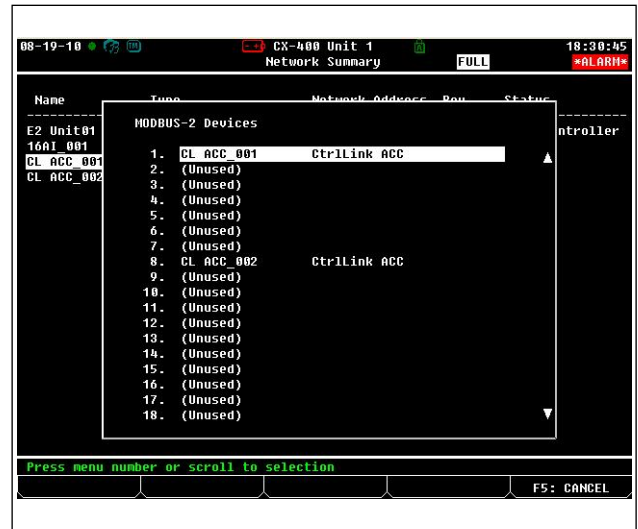 08-19-10 CX-400 Unit 1 18:30:45
Network Summary FULL *ALARM*
Name Network Address Status
MODBUS-2 Devices
E2 Unit01 ntroller
16AI_001
CL ACC_001
CL ACC_002
1. CL ACC_001 CtrlLink ACC
2. (Unused)
3. (Unused)
4. (Unused)
5. (Unused)
6. (Unused)
7. (Unused)
8. CL ACC_002 CtrlLink ACC
9. (Unused)
10. (Unused)
11. (Unused)
12. (Unused)
13. (Unused)
14. (Unused)
15. (Unused)
16. (Unused)
17. (Unused)
18. (Unused)
Press menu number or scroll to selection
F5: CANCEL